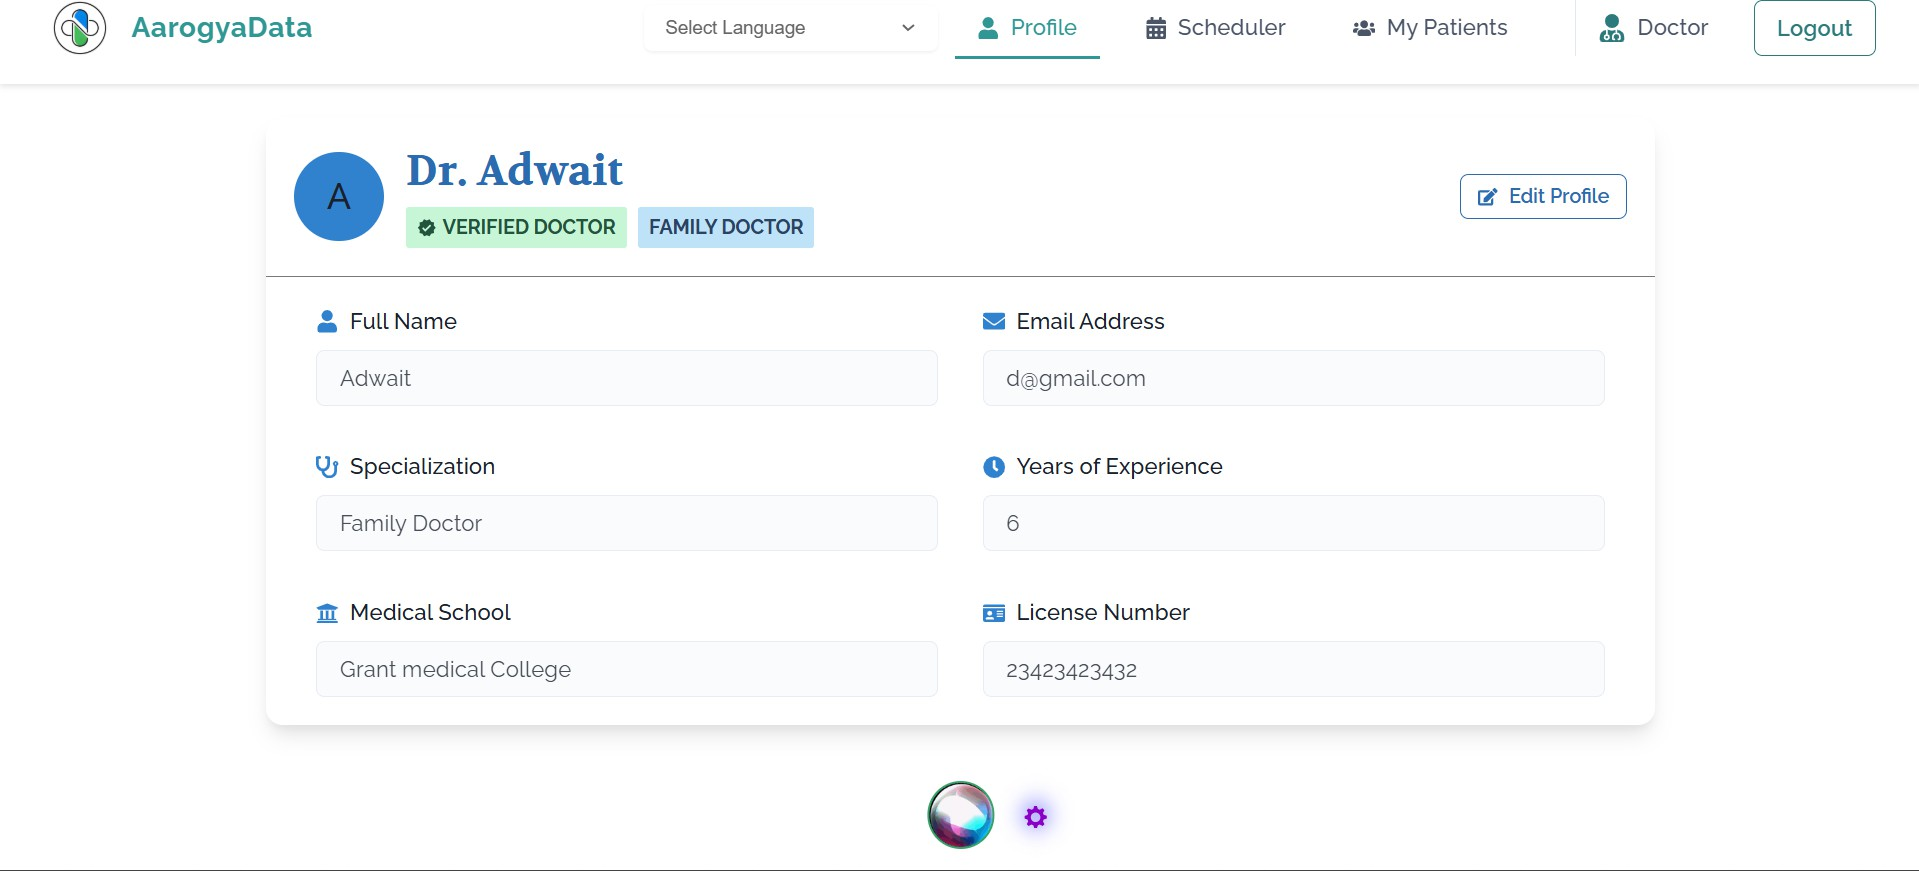 AarogyaData
Select Language
Profile
Scheduler
My Patients
Doctor
Logout
A
Dr. Adwait
VERIFIED DOCTOR
FAMILY DOCTOR
Edit Profile
Full Name
Adwait
Email Address
d@gmail.com
Specialization
Family Doctor
Years of Experience
6
Medical School
Grant medical College
License Number
23423423432